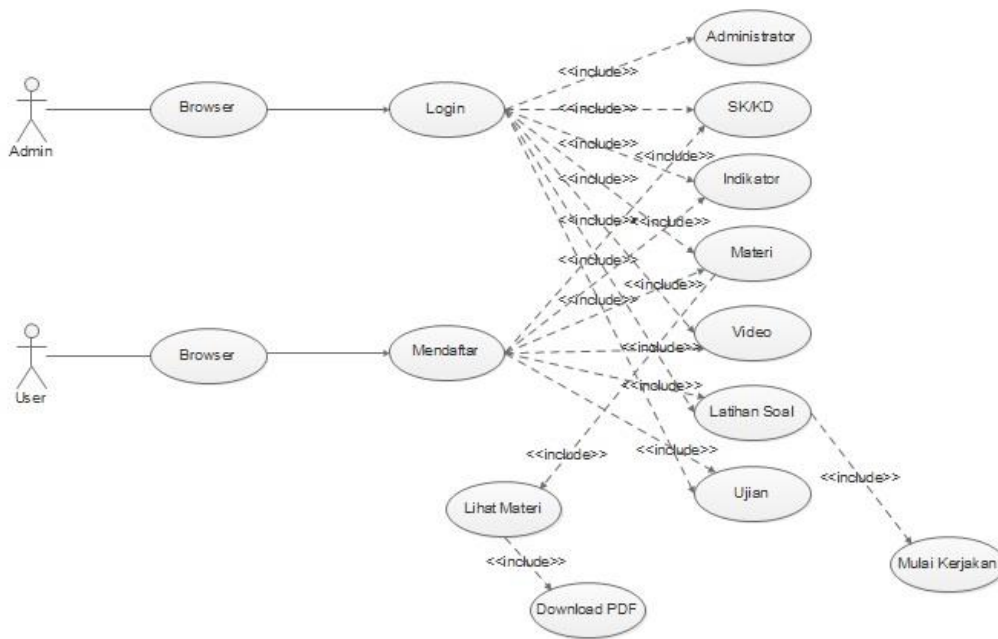 Administrator
<<include>>
Browser
Login
<<include>>
SK/KD
Admin
<<include>>
<<include>>
<<include>>
Indikator
<<include>>
<<include>>
Materi
<<include>>
<<include>>
<<include>>
User
Browser
Mendaftar
Video
<<include>>
<<include>>
Latihan Soal
<<include>>
<<include>>
<<include>>
Lihat Materi
Ujian
<<include>>
Mulai Kerjakan
Download PDF